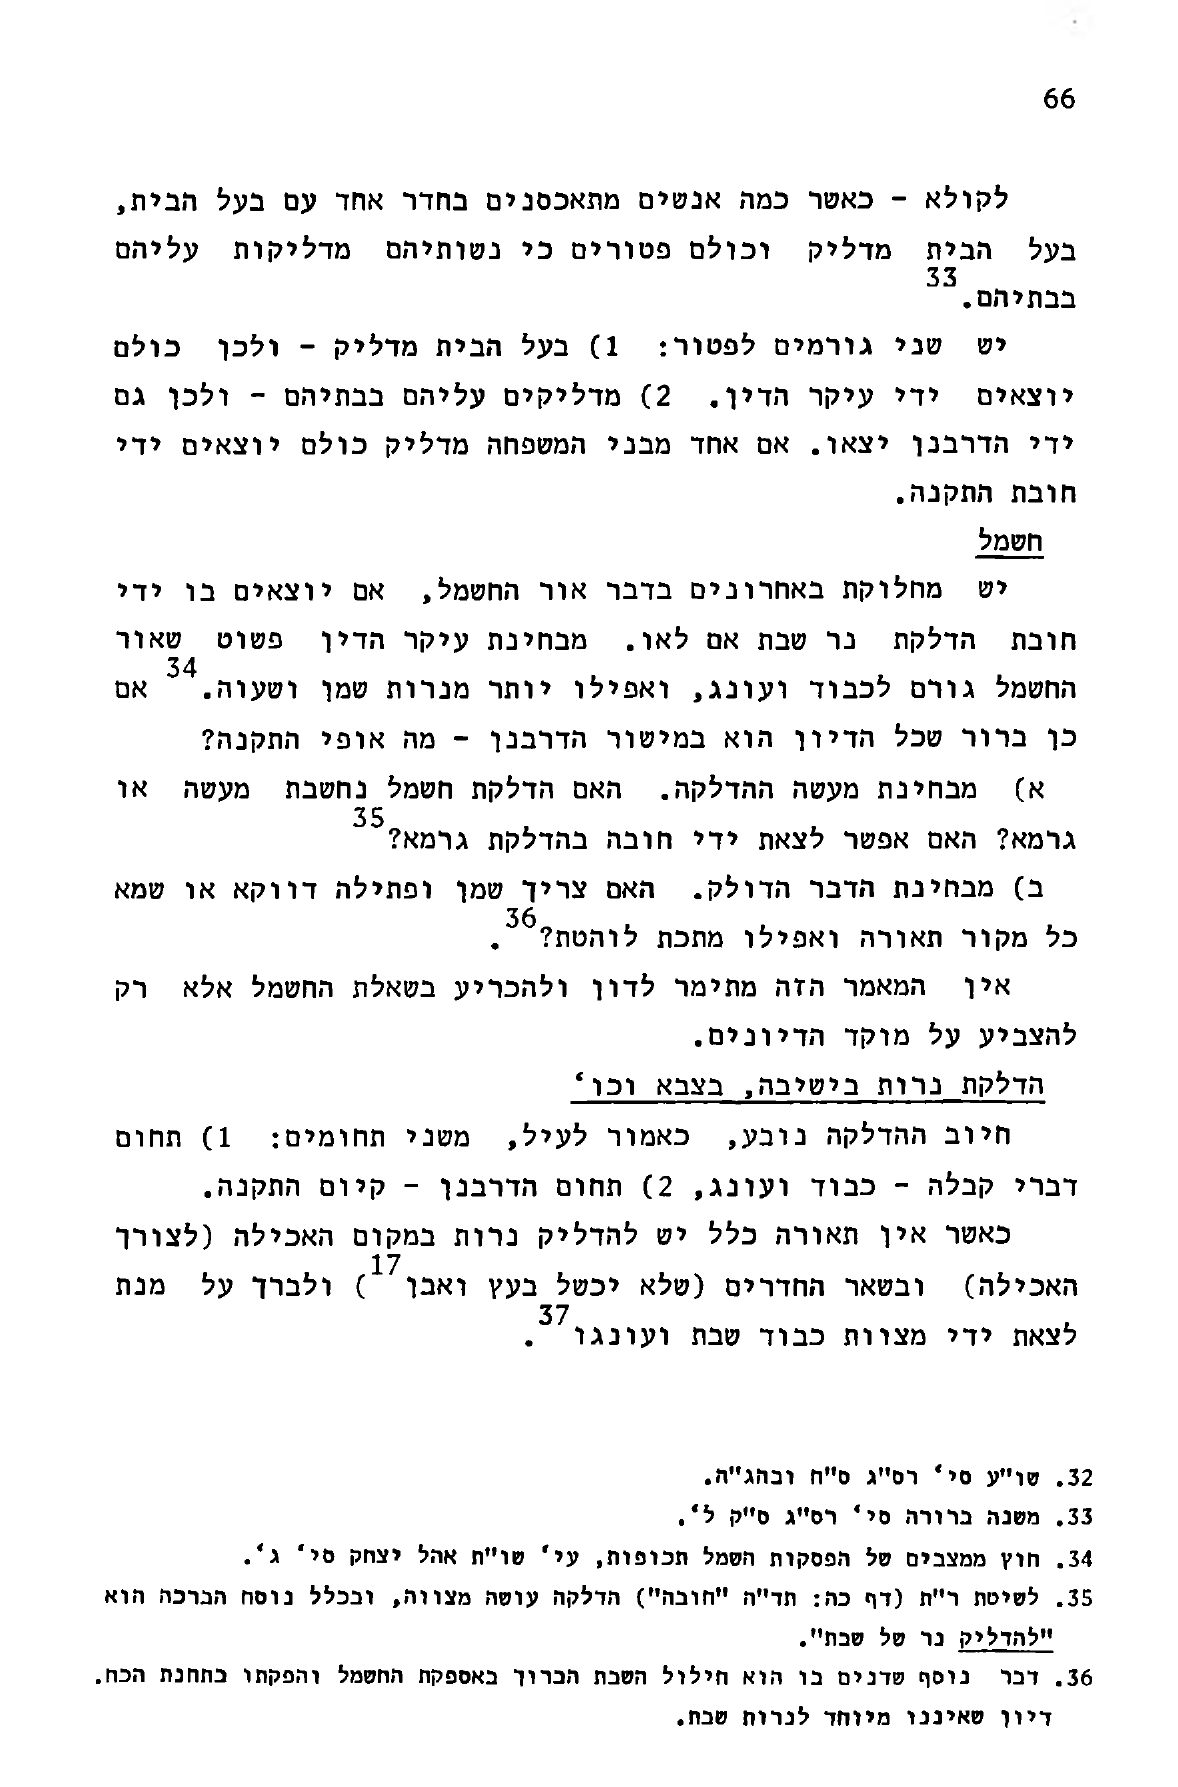 66
לקולא - כאשר כמה אנשים מתאכסנים בחדר אחד עם בעל הבית,
בעל הבית מדליק וכולם פטורים כי נשותיהם מדליקות עליהם
בבתיהם.33
יש שני גורמים לפטור: 1) בעל הבית מדליק - ולכן כולם
יוצאים ידי עיקר הדין. 2) מדליקים עליהם בבתיהם - ולכן גם
ידי הדרבנן יצאו. אם אחד מבני המשפחה מדליק כולם יוצאים ידי
חובת התקנה.
חשמל
יש מחלוקת באחרונים בדבר אור החשמל, אם יוצאים בו ידי
חובת הדלקת נר שבת אם לאו. מבחינת עיקר הדין פשוט שאור
החשמל גורם לכבוד ועונג, ואפילו יותר מנרות שמן ושעוה.34 אם
כן ברור שכל הדיון הוא במישור הדרבנן - מה אופי התקנה?
א) מבחינת מעשה ההדלקה. האם הדלקת חשמל נחשבת מעשה או
גרמא? האם אפשר לצאת ידי חובה בהדלקת גרמא?35
ב) מבחינת הדבר הדולק. האם צריך שמן ופתילה דווקא או שמא
כל מקור תאורה ואפילו מתכת לוהטת?36.
אין המאמר הזה מתימר לדון ולהכריע בשאלת החשמל אלא רק
להצביע על מוקד הדיונים.
הדלקת נרות בישיבה, בצבא וכו'
חיוב ההדלקה נובע, כאמור לעיל, משני תחומים: 1) תחום
דברי קבלה - כבוד ועונג, 2) תחום הדרבנן - קיום התקנה.
כאשר אין תאורה כלל יש להדליק נרות במקום האכילה (לצורך
האכילה) ובשאר החדרים (שלא יכשל בעץ ואבן17) ולברך על מנת
לצאת ידי מצוות כבוד שבת ועונגו37.
32. שו"ע סי' רס"ג ס"ח ובהג"ה.
33. משנה ברורה סי' רס"ג ס"ק ל'.
34. חוץ ממצבים של הפסקות חשמל תכופות, עי' שו"ת אהל יצחק סי' ג'.
35. לשיטת ר"ת (דף כה: תד"ה "חובה") הדלקה עושה מצווה, ובכלל נוסח הברכה הוא
"להדליק נר של שבת".
36. דבר נוסף שדנים בו הוא חילול השבת הכרוך באספקת החשמל והפקתו בתחנת הכח.
דיון שאיננו מיוחד לנרות שבת.